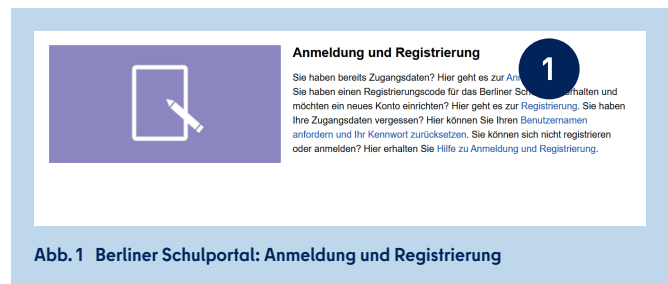 Anmeldung und Registrierung
1
Sie haben bereits Zugangsdaten? Hier geht es zur
Sie haben einen Registrierungscode für das Berliner und
möchten ein neues Konto einrichten? Hier geht es zur Registrierung. Sie haben
Ihre Zugangsdaten vergessen? Hier können Sie Ihren Benutzernamen
anfordern und Ihr Kennwort zurücksetzen. Sie können sich nicht registrieren
oder anmelden? Hier erhalten Sie Hilfe zu Anmeldung und Registrierung.
Abb. 1 Berliner Schulportal: Anmeldung und Registrierung